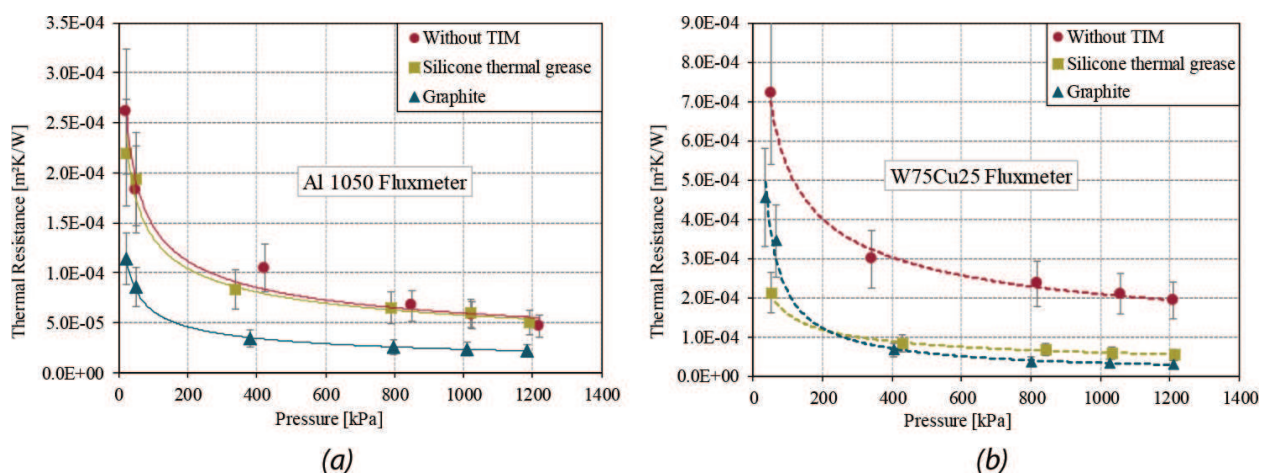 3.5E-04
3.0E-04
2.5E-04
2.0E-04
1.5E-04
1.0E-04
5.0E-05
0.0E+00
Thermal Resistance [m²K/W]
0 200 400 600 800 1000 1200 1400
Pressure [kPa]
Without TIM
Silicone thermal grease
Graphite
Al 1050 Fluxmeter
(a)
9.0E-04
8.0E-04
7.0E-04
6.0E-04
5.0E-04
4.0E-04
3.0E-04
2.0E-04
1.0E-04
0.0E+00
Thermal Resistance [m²K/W]
0 200 400 600 800 1000 1200 1400
Pressure [kPa]
Without TIM
Silicone thermal grease
Graphite
W75Cu25 Fluxmeter
(b)